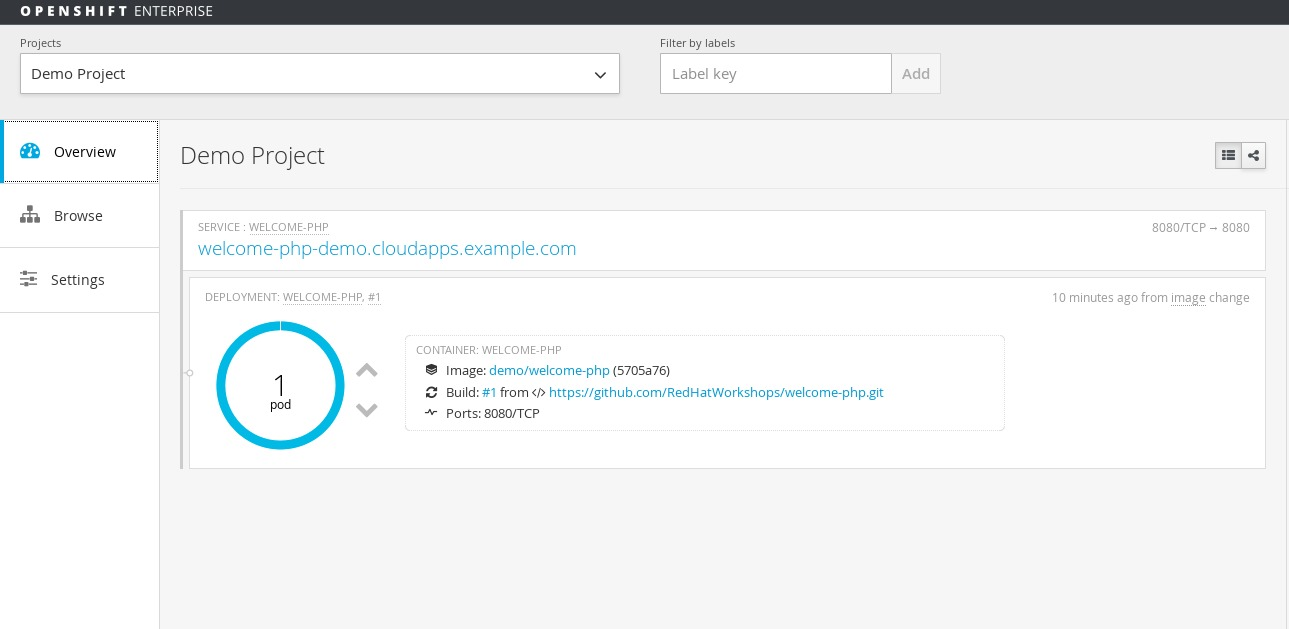 OPENSHIFT ENTERPRISE
Projects
Filter by labels
Demo Project
Label key
Add
Overview
Browse
Settings
Demo Project
SERVICE : WELCOME-PHP
8080/TCP → 8080
welcome-php-demo.cloudapps.example.com
DEPLOYMENT: WELCOME-PHP, #1
10 minutes ago from image change
1
pod
CONTAINER: WELCOME-PHP
Image: demo/welcome-php (5705a76)
Build: #1 from </> https://github.com/RedHatWorkshops/welcome-php.git
Ports: 8080/TCP